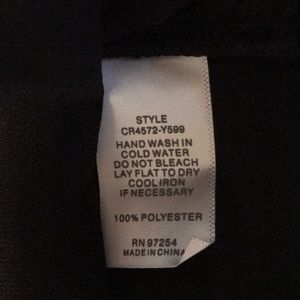 STYLE
CR4572-Y599
HAND WASH IN
COLD WATER
DO NOT BLEACH
LAY FLAT TO DRY
COOL IRON
IF NECESSARY
100% POLYESTER
RN 97254
MADE IN CHINA